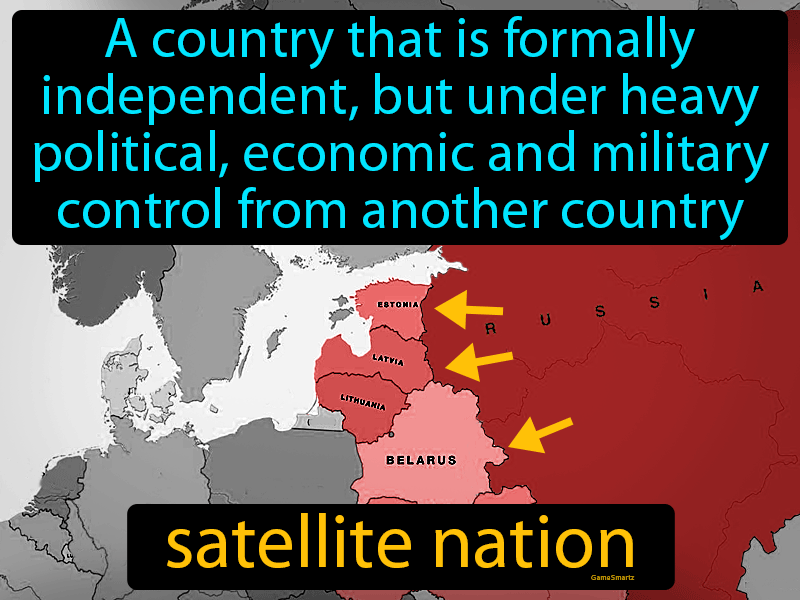 A country that is formally
independent, but under heavy
political, economic and military
control from another country
ESTONIA
RUSSIA
LATVIA
LITHUANIA
BELARUS
satellite nation
GameSmartz